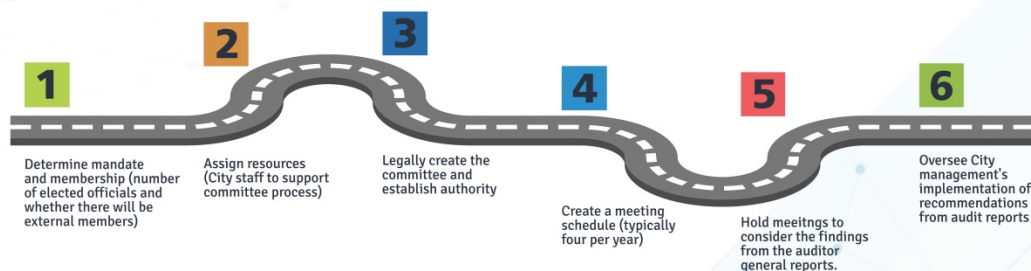 1
Determine mandate
and membership (number
of elected officials and
whether there will be
external members)
2
Assign resources
(City staff to support
committee process)
3
Legally create the
committee and
establish authority
4
Create a meeting
schedule (typically
four per year)
5
Hold meeitngs to
consider the findings
from the auditor
general reports.
6
Oversee City
management's
implementation of
recommendations
from audit reports